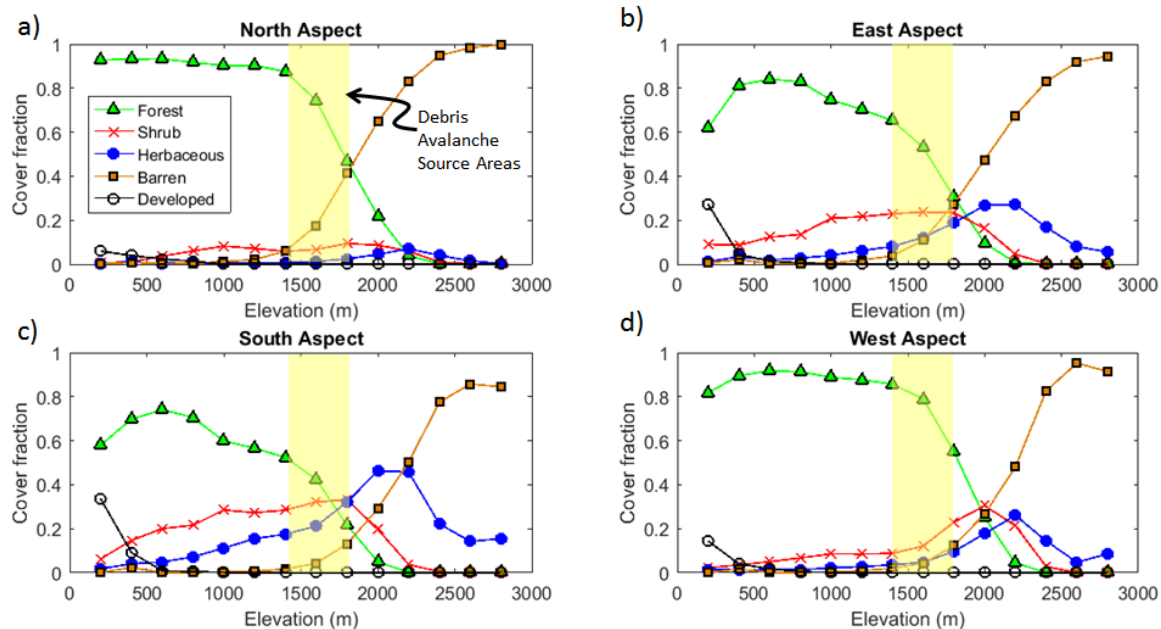 a)
North Aspect
Cover fraction
1
0.8
0.6
0.4
0.2
0
Forest
Shrub
Herbaceous
Barren
Developed
Debris
Avalanche
Source Areas
0 500 1000 1500 2000 2500 3000
Elevation (m)
b)
East Aspect
Cover fraction
1
0.8
0.6
0.4
0.2
0
0 500 1000 1500 2000 2500 3000
Elevation (m)
c)
South Aspect
Cover fraction
1
0.8
0.6
0.4
0.2
0
0 500 1000 1500 2000 2500 3000
Elevation (m)
d)
West Aspect
Cover fraction
1
0.8
0.6
0.4
0.2
0
0 500 1000 1500 2000 2500 3000
Elevation (m)